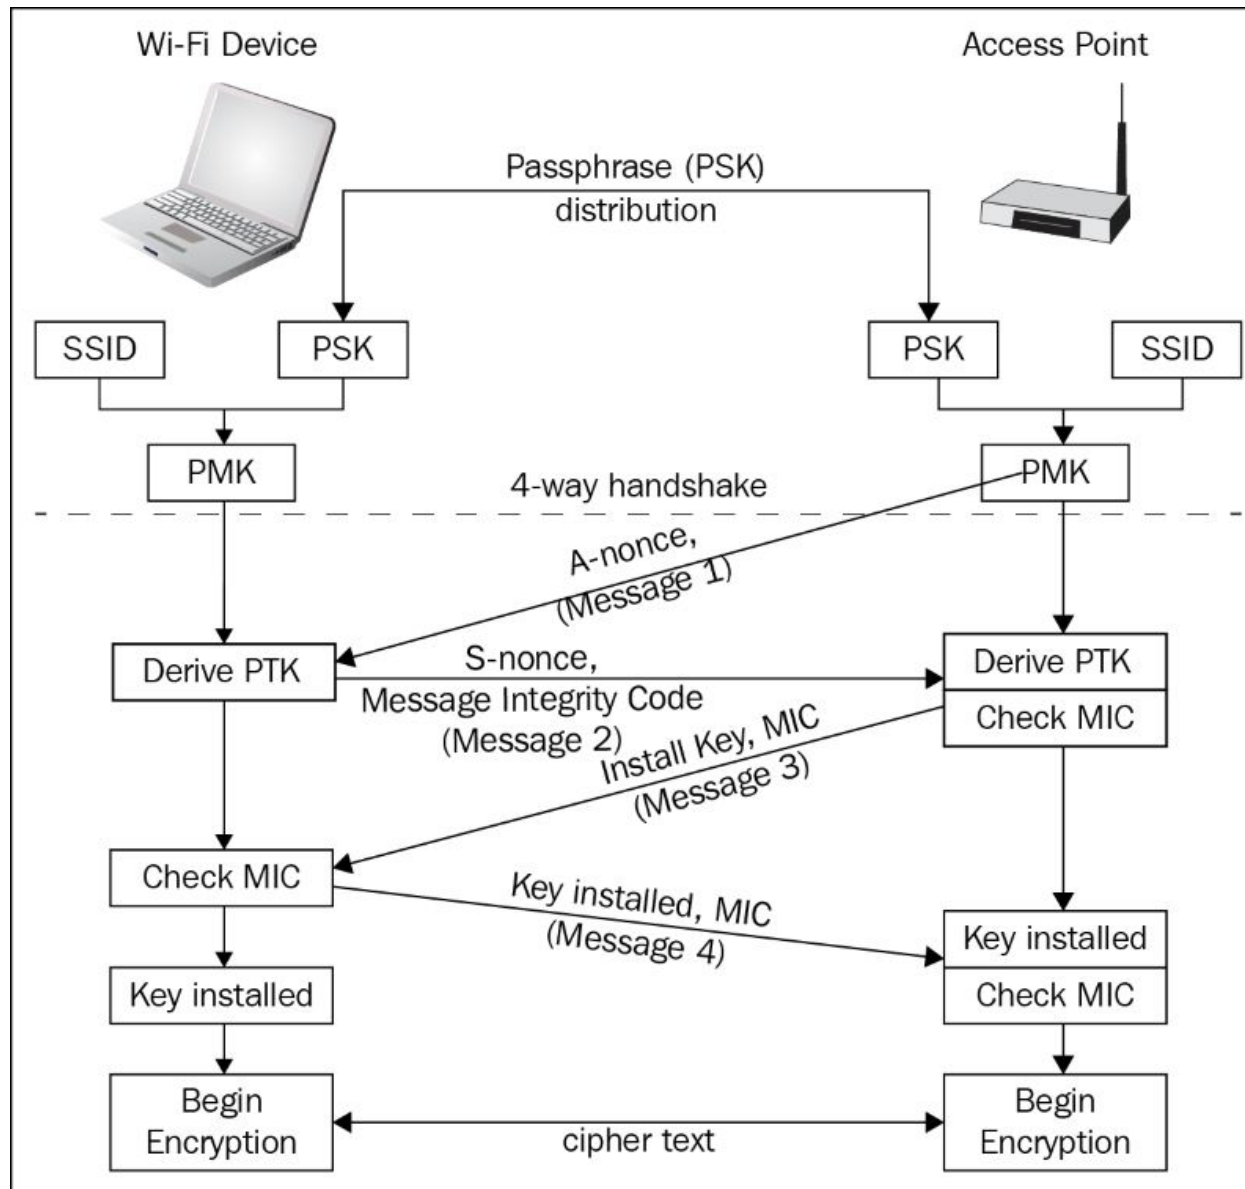 Wi-Fi Device
Access Point
Passphrase (PSK)
distribution
SSID
PSK
PSK
SSID
PMK
PMK
4-way handshake
A-nonce,
(Message 1)
Derive PTK
S-nonce,
Message Integrity Code
(Message 2)
Derive PTK
Check MIC
Install Key, MIC
(Message 3)
Check MIC
Key installed, MIC
(Message 4)
Key installed
Check MIC
Key installed
Begin
Encryption
cipher text
Begin
Encryption